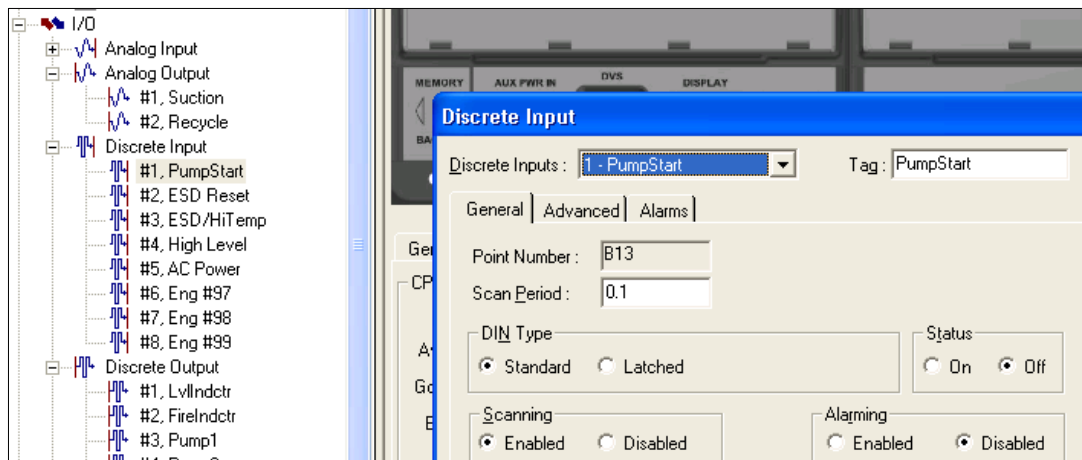 I/O
Analog Input
Analog Output
#1, Suction
#2, Recycle
Discrete Input
#1, PumpStart
#2, ESD Reset
#3, ESD/HiTemp
#4, High Level
#5, AC Power
#6, Eng #97
#7, Eng #98
#8, Eng #99
Discrete Output
#1, LvlIndctr
#2, FireIndctr
#3, Pump1
MEMORY AUX PWR IN DVS DISPLAY
Discrete Input
Discrete Inputs : 1 - PumpStart Tag : PumpStart
General Advanced Alarms
Point Number : B13
Scan Period : 0.1
DIN Type Status
Standard Latched On Off
Scanning Alarming
Enabled Disabled Enabled Disabled